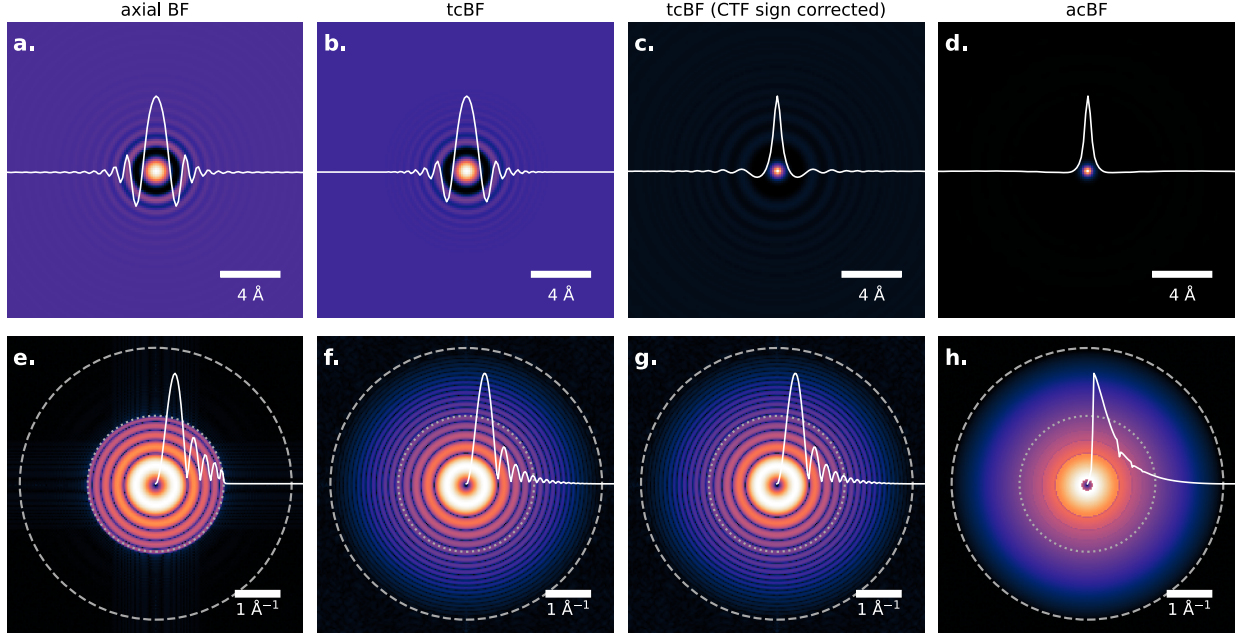 axial BF
tcBF
tcBF (CTF sign corrected)
acBF
a.
b.
c.
d.
4 Å
4 Å
4 Å
4 Å
e.
f.
g.
h.
1 Å⁻¹
1 Å⁻¹
1 Å⁻¹
1 Å⁻¹